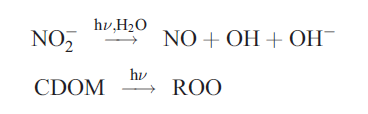 NO₂⁻ hν,H₂O⟶ NO + OH + OH⁻
CDOM hν⟶ ROO